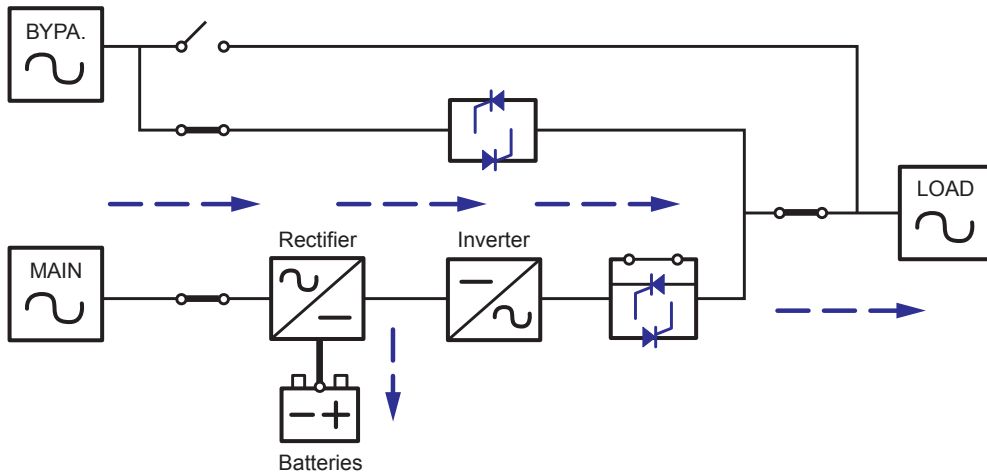 BYPA.
LOAD
Rectifier
Inverter
MAIN
Batteries